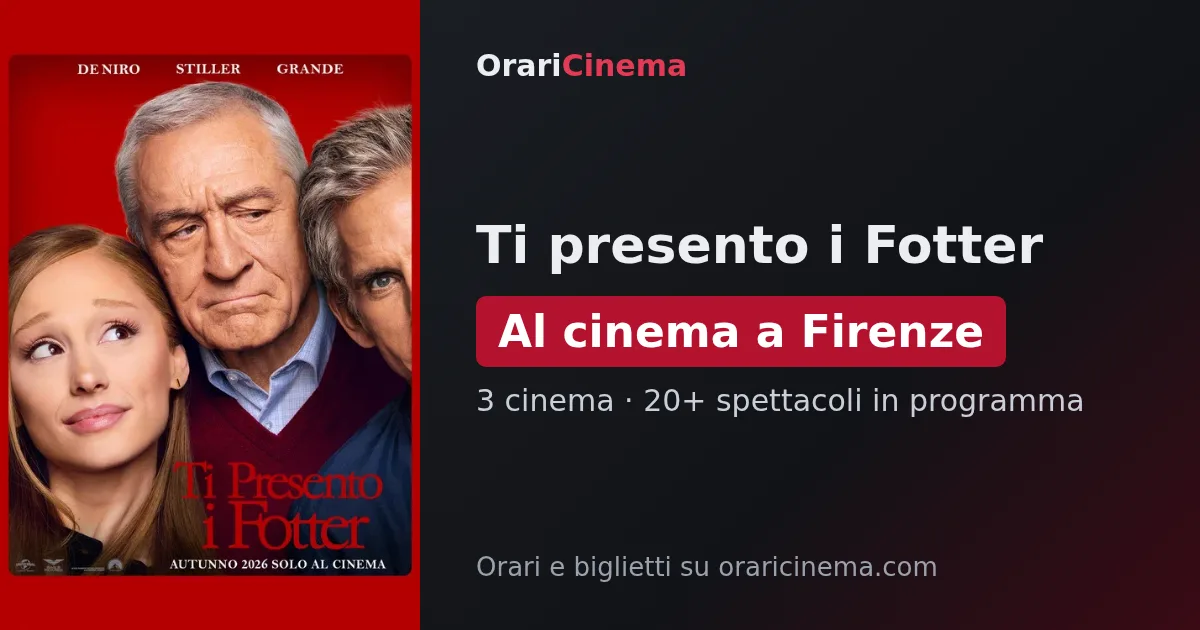 DE NIRO STILLER GRANDE
Ti Presento
i Fotter
AUTUNNO 2026 SOLO AL CINEMA
OrariCinema
Ti presento i Fotter
Al cinema a Firenze
3 cinema · 20+ spettacoli in programma
Orari e biglietti su oraricinema.com